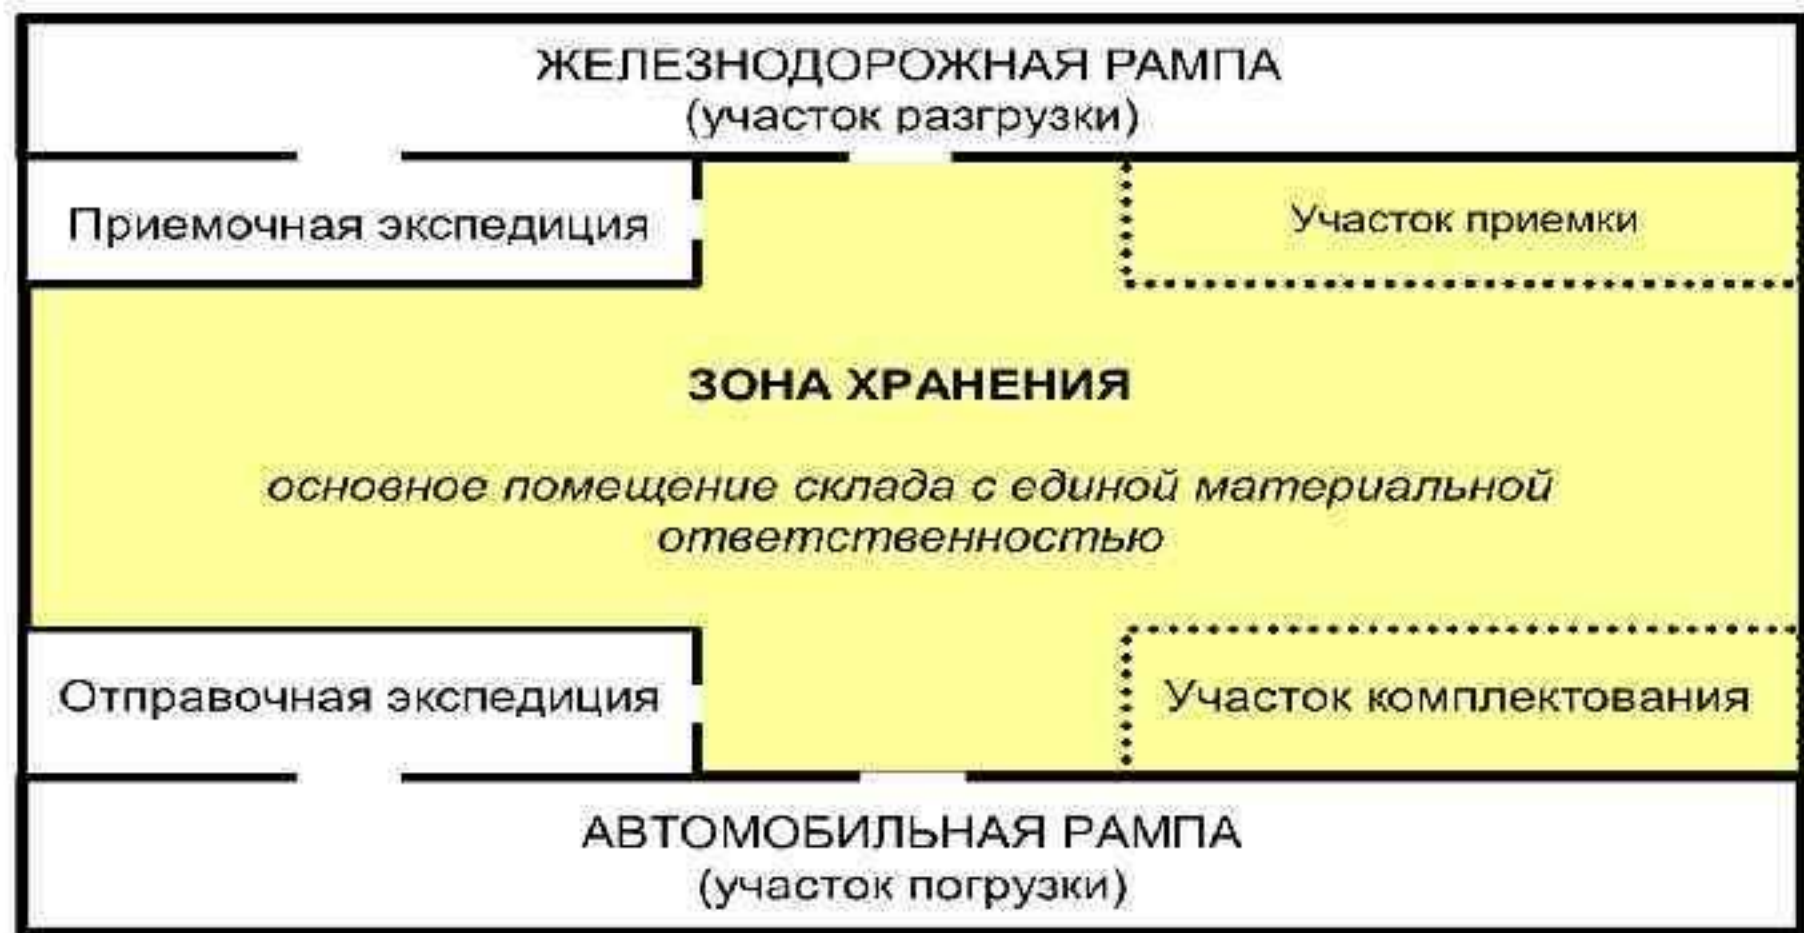 ЖЕЛЕЗНОДОРОЖНАЯ РАМПА
(участок разгрузки)
Приемочная экспедиция
Участок приемки
ЗОНА ХРАНЕНИЯ
основное помещение склада с единой материальной
ответственностью
Отправочная экспедиция
Участок комплектования
АВТОМОБИЛЬНАЯ РАМПА
(участок погрузки)